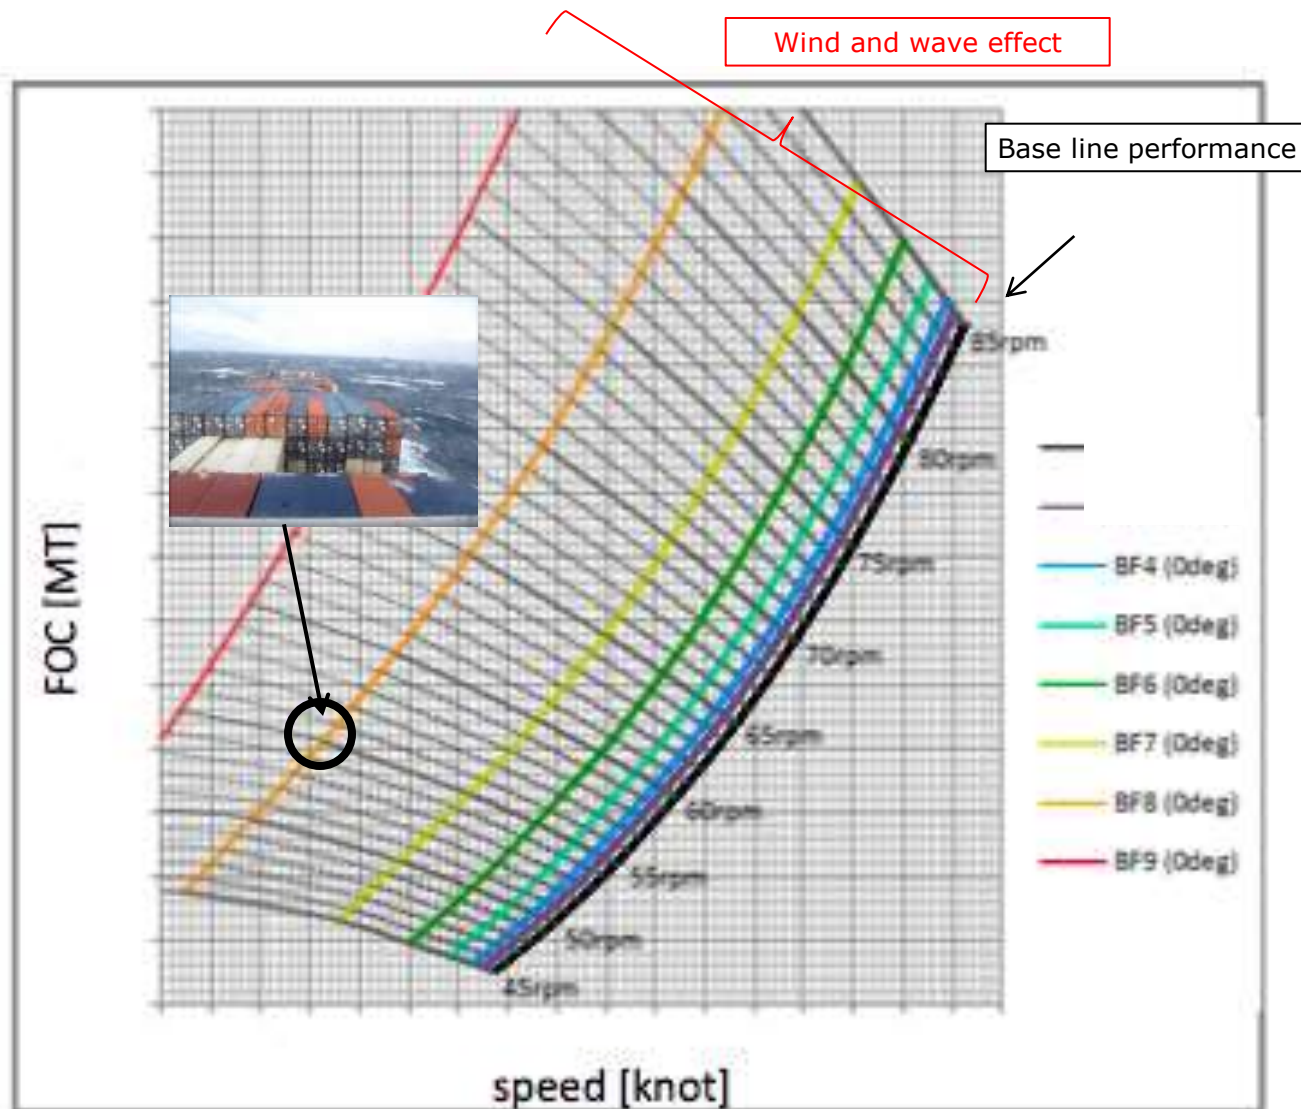 Wind and wave effect
Base line performance
85rpm
80rpm
75rpm
70rpm
65rpm
60rpm
55rpm
50rpm
45rpm
BF4 (0deg)
BF5 (0deg)
BF6 (0deg)
BF7 (0deg)
BF8 (0deg)
BF9 (0deg)
FOC [MT]
speed [knot]